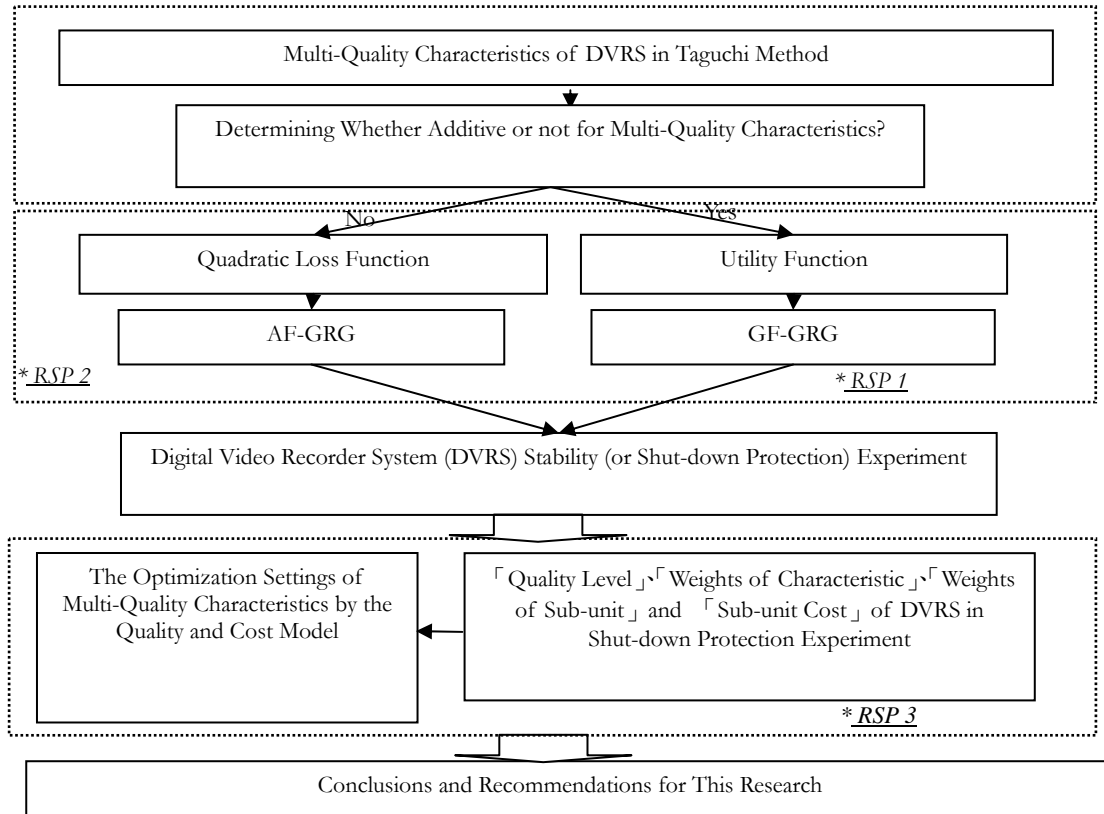 Multi-Quality Characteristics of DVRS in Taguchi Method
Determining Whether Additive or not for Multi-Quality Characteristics?
No
Yes
Quadratic Loss Function
Utility Function
AF-GRG
GF-GRG
* RSP 2
* RSP 1
Digital Video Recorder System (DVRS) Stability (or Shut-down Protection) Experiment
The Optimization Settings of
Multi-Quality Characteristics by the
Quality and Cost Model
「Quality Level」、「Weights of Characteristic」、「Weights
of Sub-unit」and 「Sub-unit Cost」of DVRS in
Shut-down Protection Experiment
* RSP 3
Conclusions and Recommendations for This Research